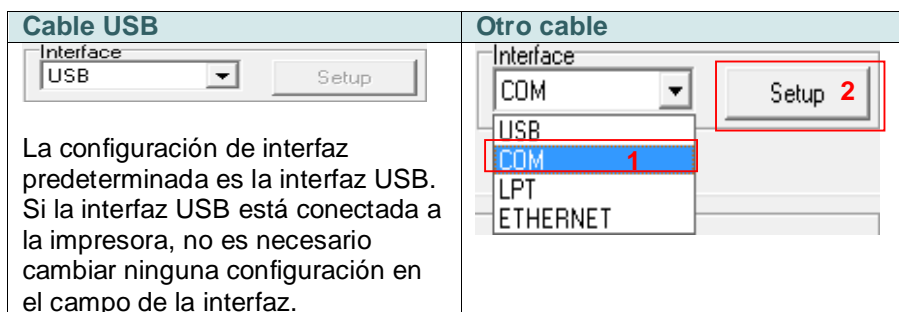 Cable USB
Interface
USB
Setup
La configuración de interfaz
predeterminada es la interfaz USB.
Si la interfaz USB está conectada a
la impresora, no es necesario
cambiar ninguna configuración en
el campo de la interfaz.
Otro cable
Interface
COM
Setup 2
USB
COM 1
LPT
ETHERNET